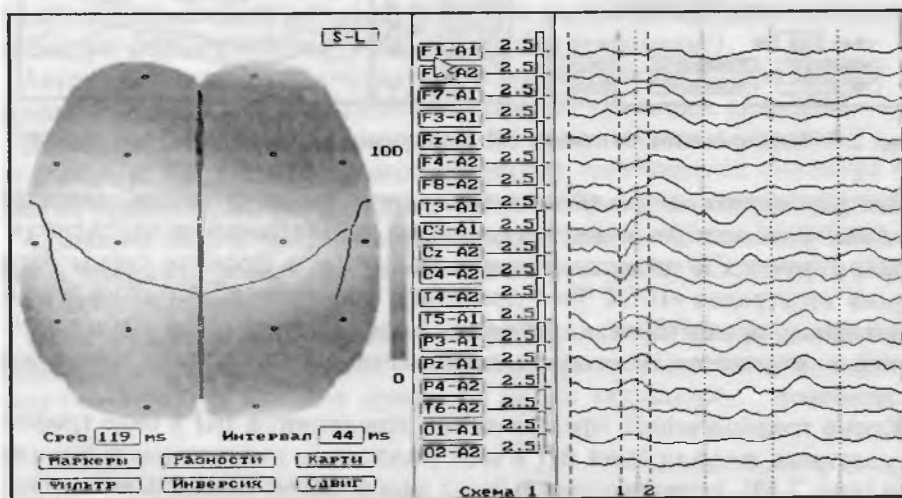 S-L
100
0
F1-A1 2.5
A2 2.5
F7-A1 2.5
F3-A1 2.5
Fz-A1 2.5
F4-A2 2.5
F8-A2 2.5
T3-A1 2.5
C3-A1 2.5
Cz-A2 2.5
C4-A2 2.5
T4-A2 2.5
T5-A1 2.5
P3-A1 2.5
Pz-A1 2.5
P4-A2 2.5
T6-A2 2.5
O1-A1 2.5
O2-A2 2.5
Срез 119 ms Интервал 44 ms
Маркеры Разности Карты
Фильтр Инверсия Сдвиг
Схема 1 1 2